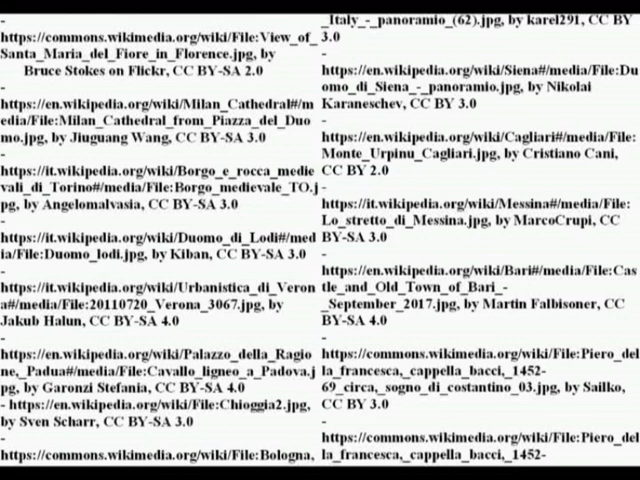 -
https://commons.wikimedia.org/wiki/File:View_of_
Santa_Maria_del_Fiore_in_Florence.jpg, by
Bruce Stokes on Flickr, CC BY-SA 2.0
-
https://en.wikipedia.org/wiki/Milan_Cathedral#/m
edia/File:Milan_Cathedral_from_Piazza_del_Duo
mo.jpg, by Jiuguang Wang, CC BY-SA 3.0
-
https://it.wikipedia.org/wiki/Borgo_e_rocca_medie
vali_di_Torino#/media/File:Borgo_medievale_TO.j
pg, by Angelomalvasia, CC BY-SA 3.0
-
https://it.wikipedia.org/wiki/Duomo_di_Lodi#/med
ia/File:Duomo_lodi.jpg, by Kiban, CC BY-SA 3.0
-
https://it.wikipedia.org/wiki/Urbanistica_di_Veron
a#/media/File:20110720_Verona_3067.jpg, by
Jakub Halun, CC BY-SA 4.0
-
https://en.wikipedia.org/wiki/Palazzo_della_Ragio
ne,_Padua#/media/File:Cavallo_ligneo_a_Padova.j
pg, by Garonzi Stefania, CC BY-SA 4.0
- https://en.wikipedia.org/wiki/File:Chioggia2.jpg,
by Sven Scharr, CC BY-SA 3.0
-
https://commons.wikimedia.org/wiki/File:Bologna,
_Italy_-_panoramio_(62).jpg, by karel291, CC BY
3.0
-
https://en.wikipedia.org/wiki/Siena#/media/File:Du
omo_di_Siena_-_panoramio.jpg, by Nikolai
Karaneschev, CC BY 3.0
-
https://en.wikipedia.org/wiki/Cagliari#/media/File:
Monte_Urpinu_Cagliari.jpg, by Cristiano Cani,
CC BY 2.0
-
https://it.wikipedia.org/wiki/Messina#/media/File:
Lo_stretto_di_Messina.jpg, by MarcoCrupi, CC
BY-SA 3.0
-
https://en.wikipedia.org/wiki/Bari#/media/File:Cas
tle_and_Old_Town_of_Bari_-
_September_2017.jpg, by Martin Falbisoner, CC
BY-SA 4.0
-
https://commons.wikimedia.org/wiki/File:Piero_del
la_francesca,_cappella_bacci,_1452-
69_circa,_sogno_di_costantino_03.jpg, by Sailko,
CC BY 3.0
-
https://commons.wikimedia.org/wiki/File:Piero_del
la_francesca,_cappella_bacci,_1452-